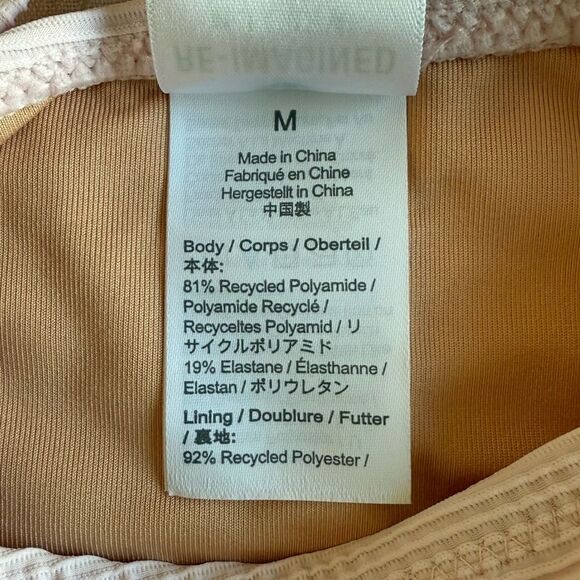 RE-IMAGINED
M
Made in China
Fabriqué en Chine
Hergestellt in China
中国製
Body / Corps / Oberteil /
本体:
81% Recycled Polyamide /
Polyamide Recyclé /
Recyceltes Polyamid / リ
サイクルポリアミド
19% Elastane / Élasthanne /
Elastan / ポリウレタン
Lining / Doublure / Futter
/ 裏地:
92% Recycled Polyester /